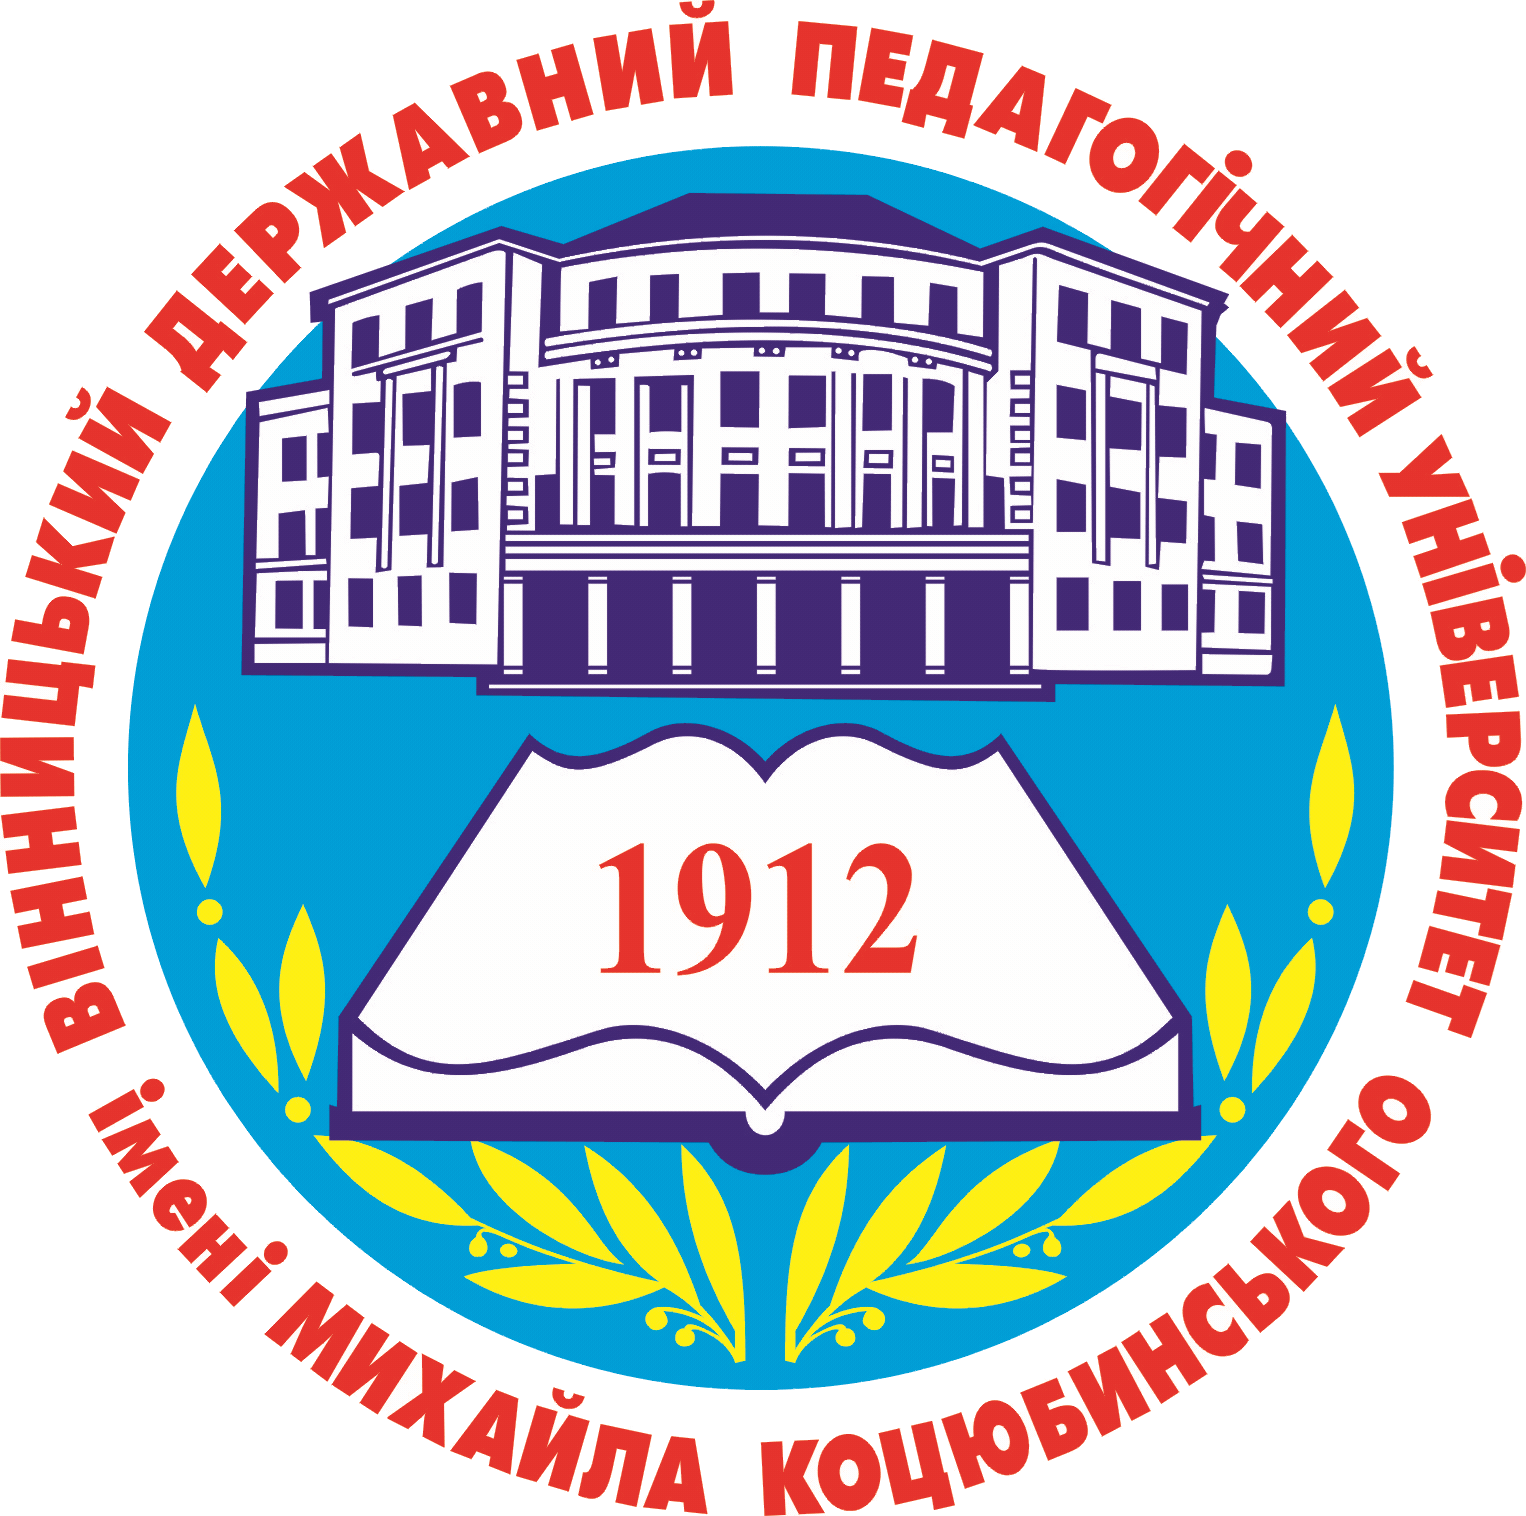 ВІННИЦЬКИЙ ДЕРЖАВНИЙ ПЕДАГОГІЧНИЙ УНІВЕРСИТЕТ
імені МИХАЙЛА КОЦЮБИНСЬКОГО
1912